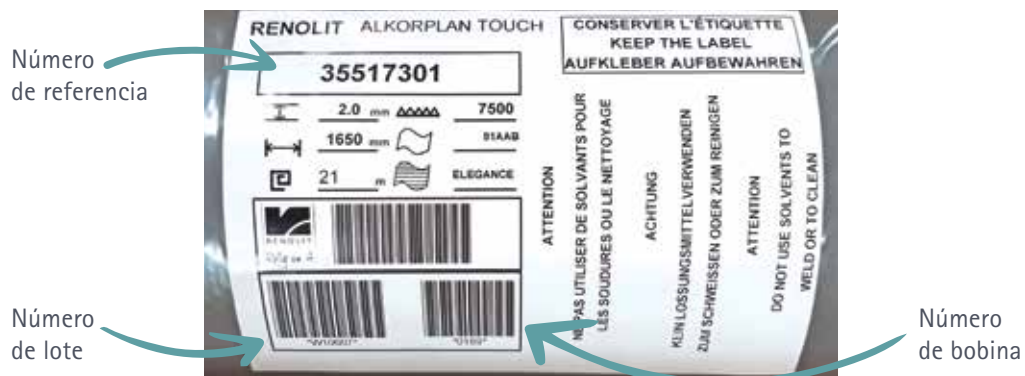 RENOLIT ALKORPLAN TOUCH
CONSERVER L'ÉTIQUETTE
KEEP THE LABEL
AUFKLEBER AUFBEWAHREN
Número
de referencia
35517301
2.0 mm
7500
1650 mm
01AAB
21 m
ELEGANCE
RENOLIT
ATTENTION
NE PAS UTILISER DE SOLVANTS POUR
LES SOUDURES OU LE NETTOYAGE
ACHTUNG
KEIN LOSSUNGSMITTELVERWENDEN
ZUM SCHWEISSEN ODER ZUM REINIGEN
ATTENTION
DO NOT USE SOLVENTS TO
WELD OR TO CLEAN
Número
de lote
Número
de bobina